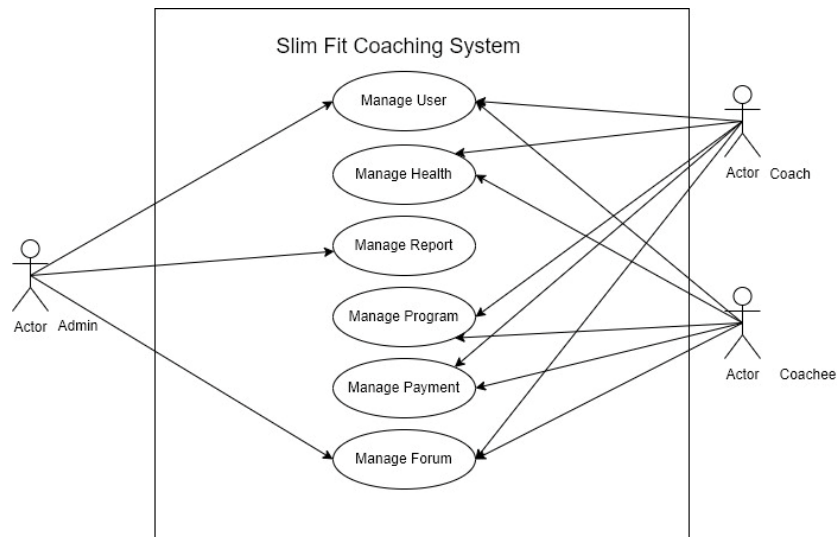 Slim Fit Coaching System
Manage User
Manage Health
Manage Report
Manage Program
Manage Payment
Manage Forum
Actor Admin
Actor Coach
Actor Coachee